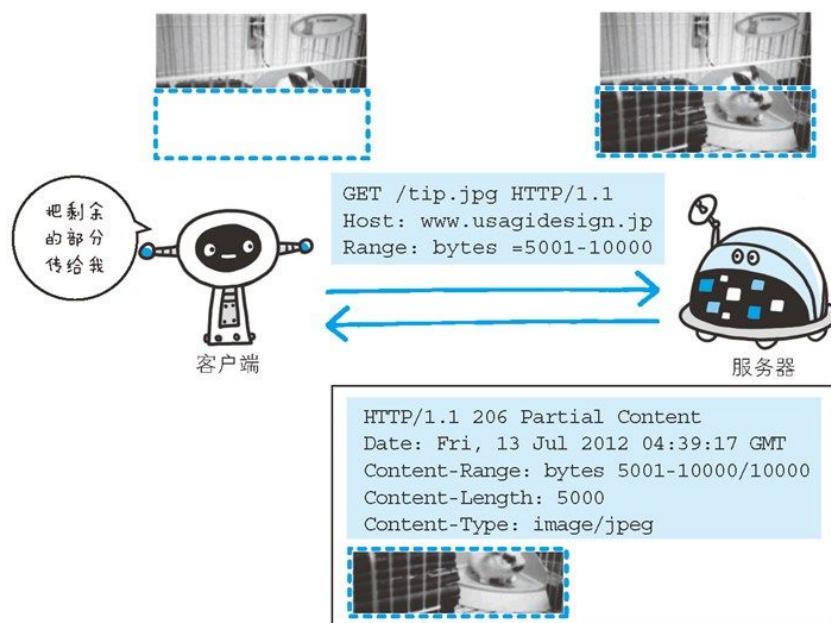 把剩余
的部分
传给我
GET /tip.jpg HTTP/1.1
Host: www.usagidesign.jp
Range: bytes =5001-10000
客户端
服务器
HTTP/1.1 206 Partial Content
Date: Fri, 13 Jul 2012 04:39:17 GMT
Content-Range: bytes 5001-10000/10000
Content-Length: 5000
Content-Type: image/jpeg